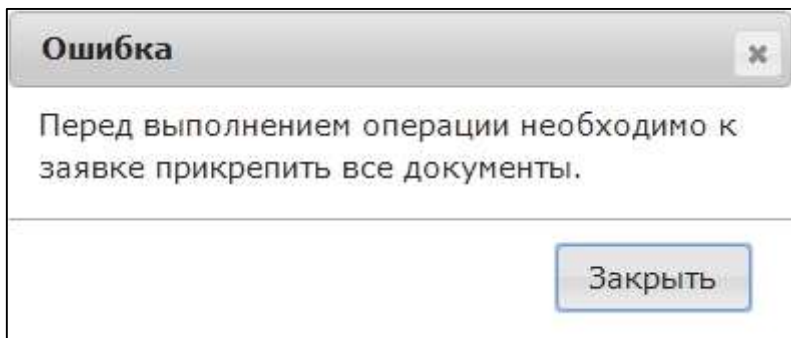 Ошибка
Перед выполнением операции необходимо к
заявке прикрепить все документы.
Закрыть